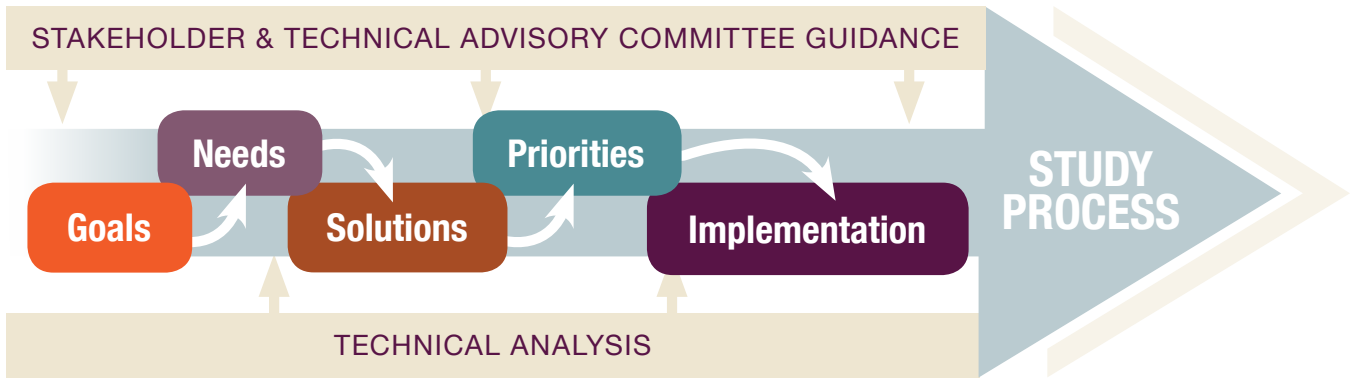 STAKEHOLDER & TECHNICAL ADVISORY COMMITTEE GUIDANCE
Needs
Priorities
Goals
Solutions
Implementation
STUDY
PROCESS
TECHNICAL ANALYSIS